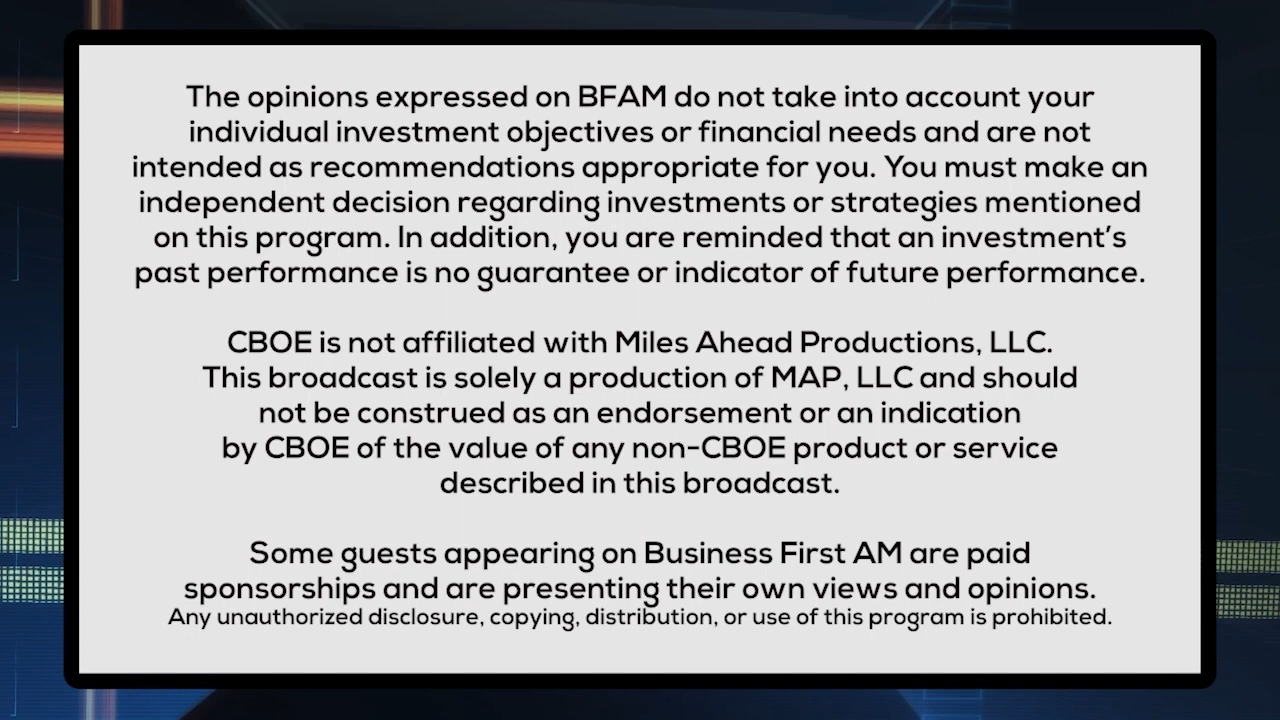 The opinions expressed on BFAM do not take into account your
individual investment objectives or financial needs and are not
intended as recommendations appropriate for you. You must make an
independent decision regarding investments or strategies mentioned
on this program. In addition, you are reminded that an investment's
past performance is no guarantee or indicator of future performance.
CBOE is not affiliated with Miles Ahead Productions, LLC.
This broadcast is solely a production of MAP, LLC and should
not be construed as an endorsement or an indication
by CBOE of the value of any non-CBOE product or service
described in this broadcast.
Some guests appearing on Business First AM are paid
sponsorships and are presenting their own views and opinions.
Any unauthorized disclosure, copying, distribution, or use of this program is prohibited.